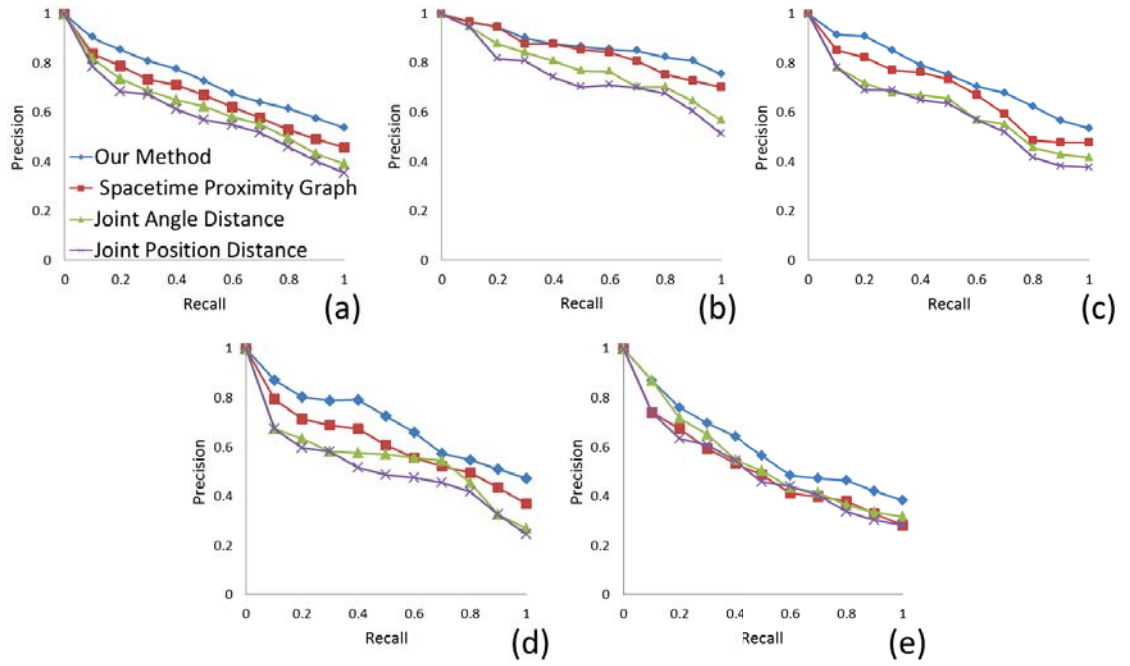 1
0.8
0.6
0.4
0.2
0
Precision
Our Method
Spacetime Proximity Graph
Joint Angle Distance
Joint Position Distance
0 0.2 0.4 0.6 0.8 1
Recall
(a)
1
0.8
0.6
0.4
0.2
0
Precision
0 0.2 0.4 0.6 0.8 1
Recall
(b)
1
0.8
0.6
0.4
0.2
0
Precision
0 0.2 0.4 0.6 0.8 1
Recall
(c)
1
0.8
0.6
0.4
0.2
0
Precision
0 0.2 0.4 0.6 0.8 1
Recall
(d)
1
0.8
0.6
0.4
0.2
0
Precision
0 0.2 0.4 0.6 0.8 1
Recall
(e)